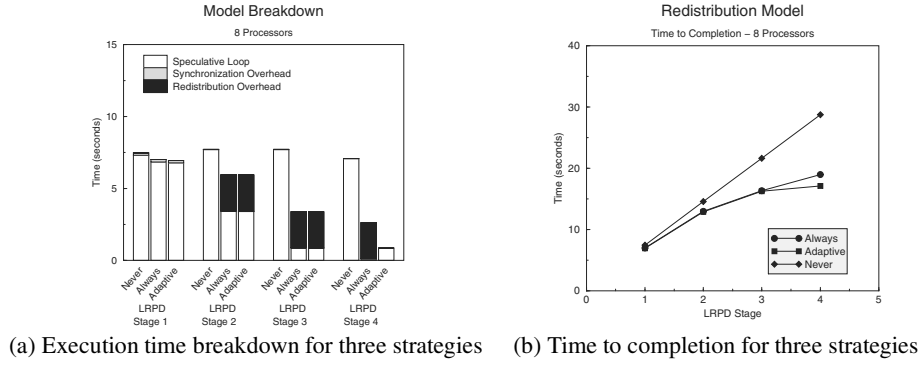 Model Breakdown
8 Processors
15
10
5
0
Time (seconds)
Speculative Loop
Synchronization Overhead
Redistribution Overhead
Never Always Adaptive Never Always Adaptive Never Always Adaptive Never Always Adaptive
LRPD LRPD LRPD LRPD
Stage 1 Stage 2 Stage 3 Stage 4
(a) Execution time breakdown for three strategies
Redistribution Model
Time to Completion – 8 Processors
40
30
20
10
0
Time (seconds)
Always
Adaptive
Never
0 1 2 3 4 5
LRPD Stage
(b) Time to completion for three strategies